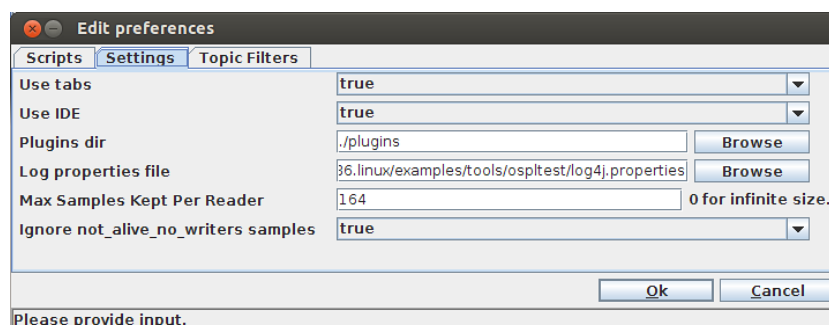 Edit preferences
Scripts Settings Topic Filters
Use tabs true
Use IDE true
Plugins dir ./plugins Browse
Log properties file 36.linux/examples/tools/ospltest/log4j.properties Browse
Max Samples Kept Per Reader 164 0 for infinite size.
Ignore not_alive_no_writers samples true
Ok Cancel
Please provide input.